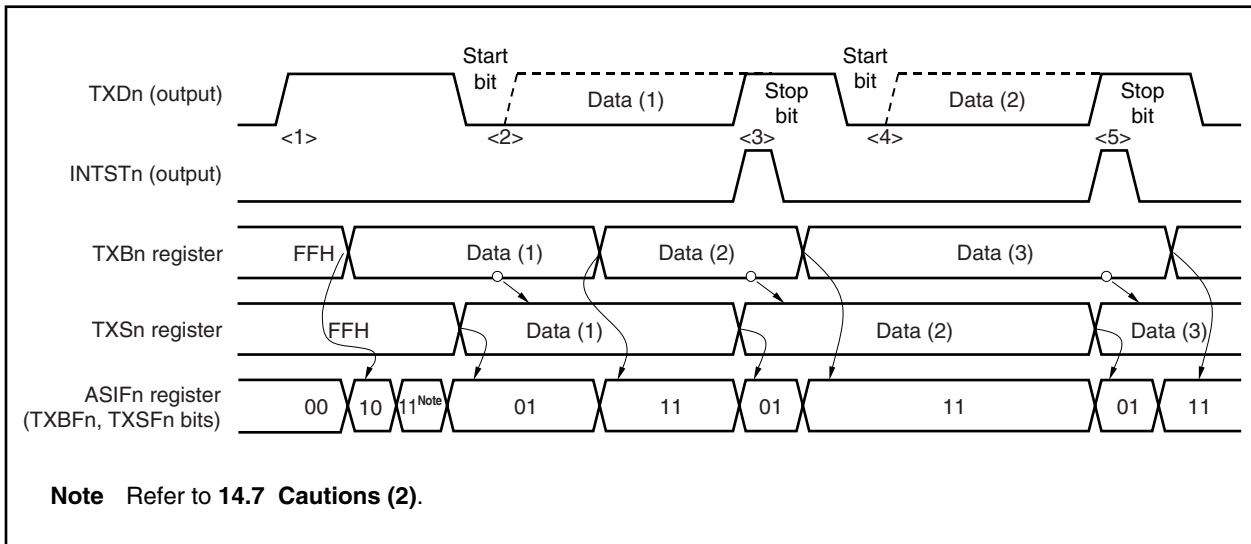 Start
bit
Start
bit
TXDn (output)
Data (1)
Stop
bit
Data (2)
Stop
bit
<1>
<2>
<3>
<4>
<5>
INTSTn (output)
TXBn register
FFH
Data (1)
Data (2)
Data (3)
TXSn register
FFH
Data (1)
Data (2)
Data (3)
ASIFn register
(TXBFn, TXSFn bits)
00
10
11Note
01
11
01
11
01
11
Note Refer to 14.7 Cautions (2).